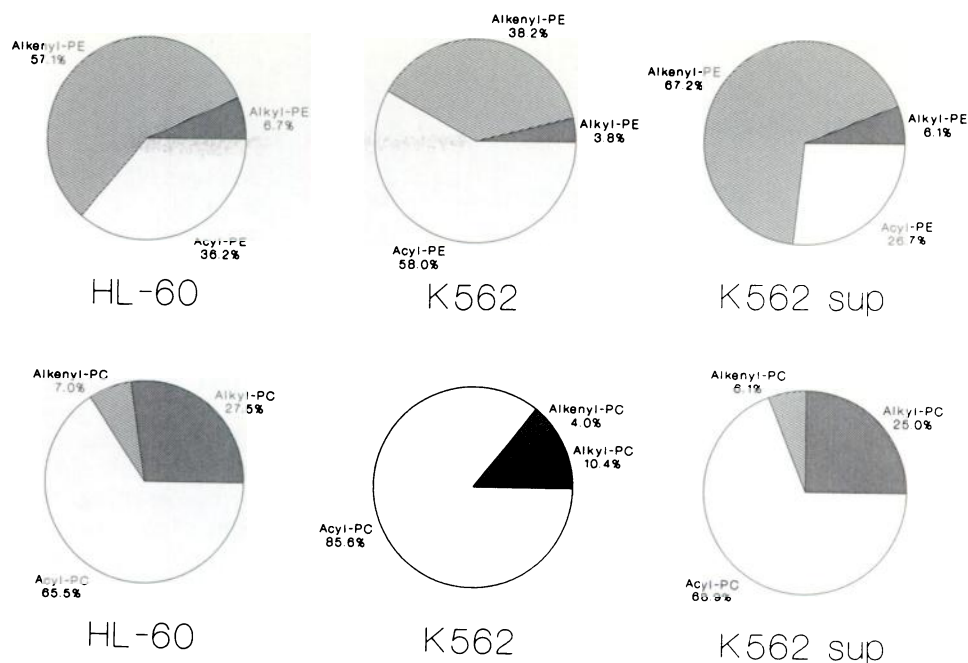 Alkenyl-PE
57.1%
Alkyl-PE
6.7%
Acyl-PE
36.2%
HL-60
Alkenyl-PE
38.2%
Alkyl-PE
3.8%
Acyl-PE
58.0%
K562
Alkenyl-PE
67.2%
Alkyl-PE
6.1%
Acyl-PE
26.7%
K562 sup
Alkenyl-PC
7.0%
Alkyl-PC
27.5%
Acyl-PC
65.5%
HL-60
Alkenyl-PC
4.0%
Alkyl-PC
10.4%
Acyl-PC
85.6%
K562
Alkenyl-PC
6.1%
Alkyl-PC
25.0%
Acyl-PC
68.9%
K562 sup